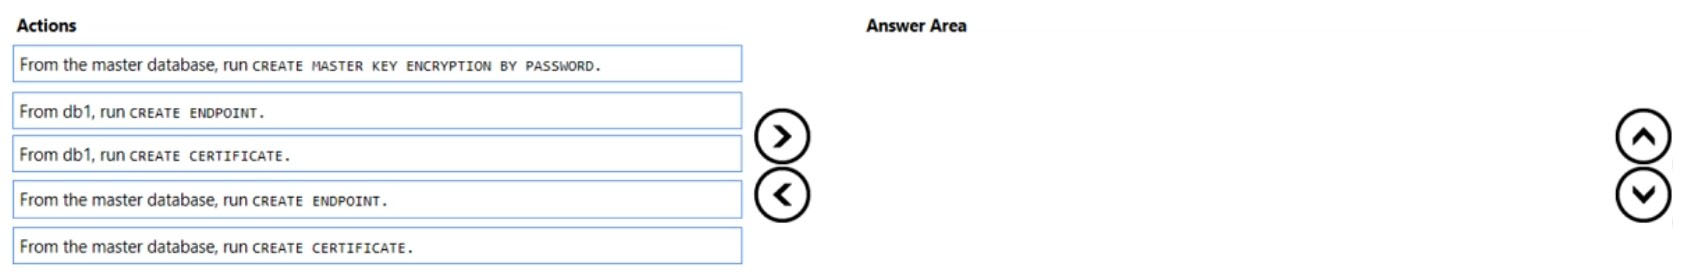 Actions
Answer Area
From the master database, run CREATE MASTER KEY ENCRYPTION BY PASSWORD.
From db1, run CREATE ENDPOINT.
From db1, run CREATE CERTIFICATE.
From the master database, run CREATE ENDPOINT.
From the master database, run CREATE CERTIFICATE.